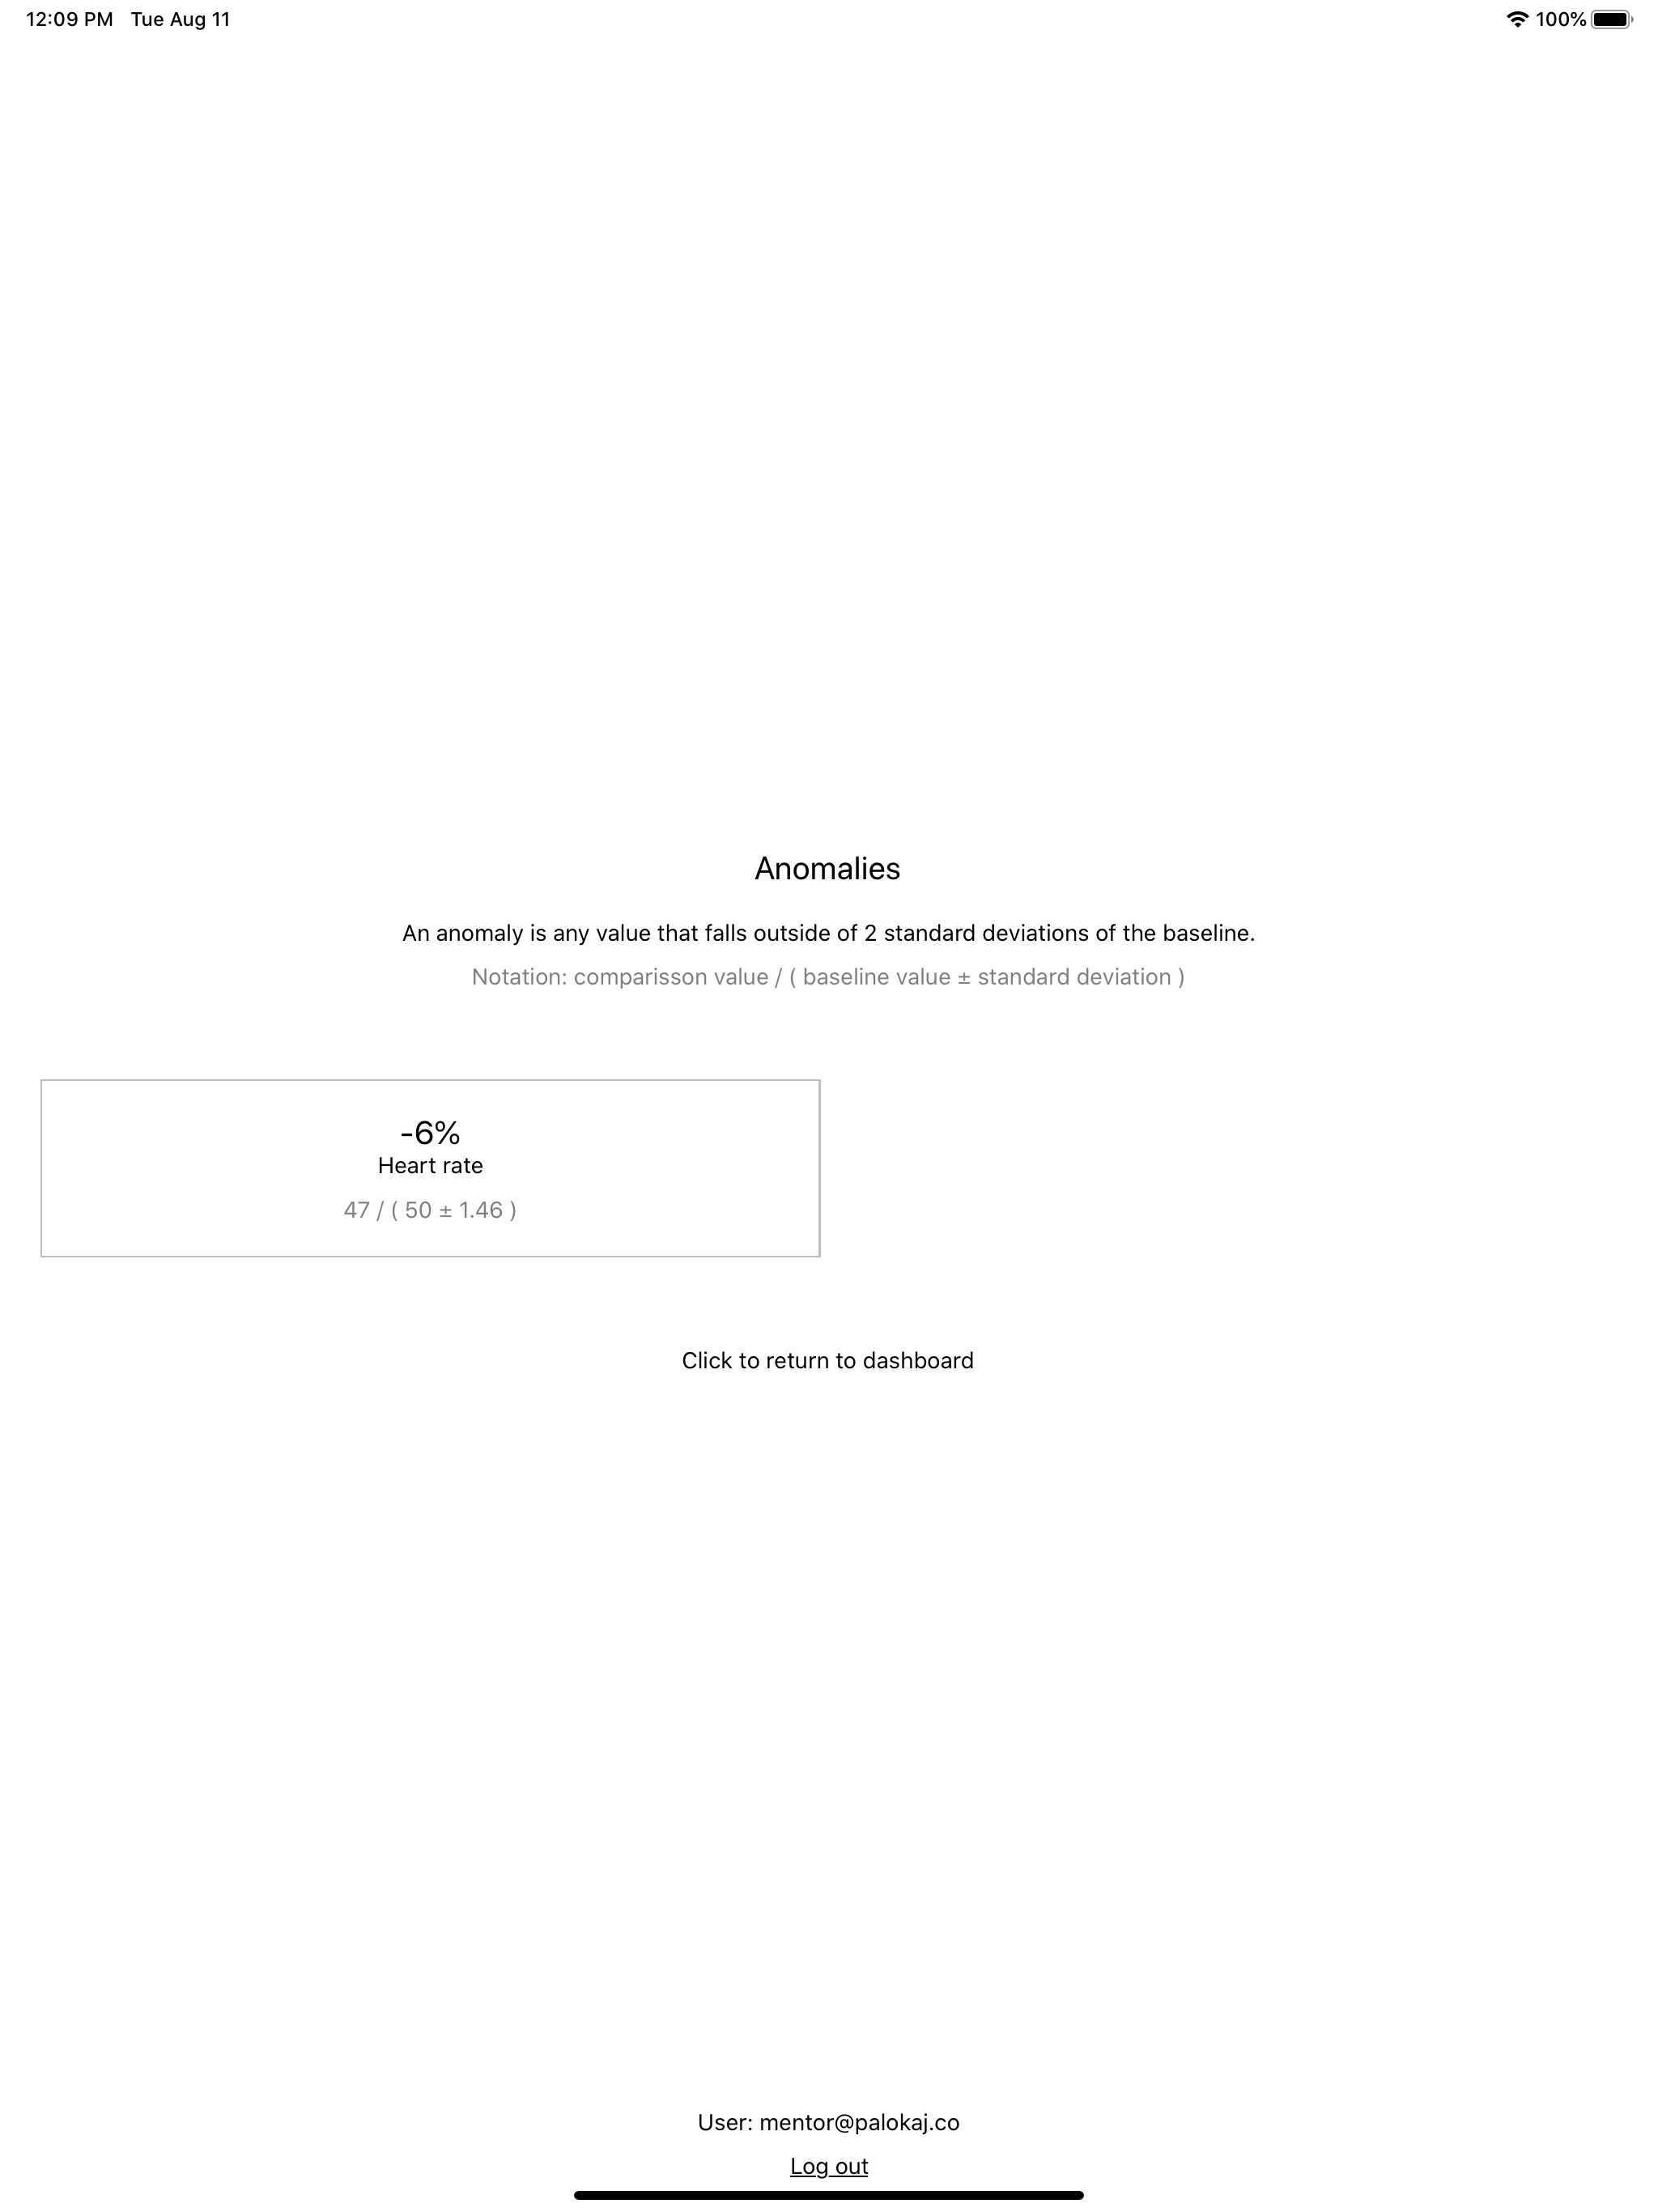 12:09 PM Tue Aug 11 100%
Anomalies
An anomaly is any value that falls outside of 2 standard deviations of the baseline.
Notation: comparisson value / ( baseline value ± standard deviation )
-6%
Heart rate
47 / ( 50 ± 1.46 )
Click to return to dashboard
User: mentor@palokaj.co
Log out